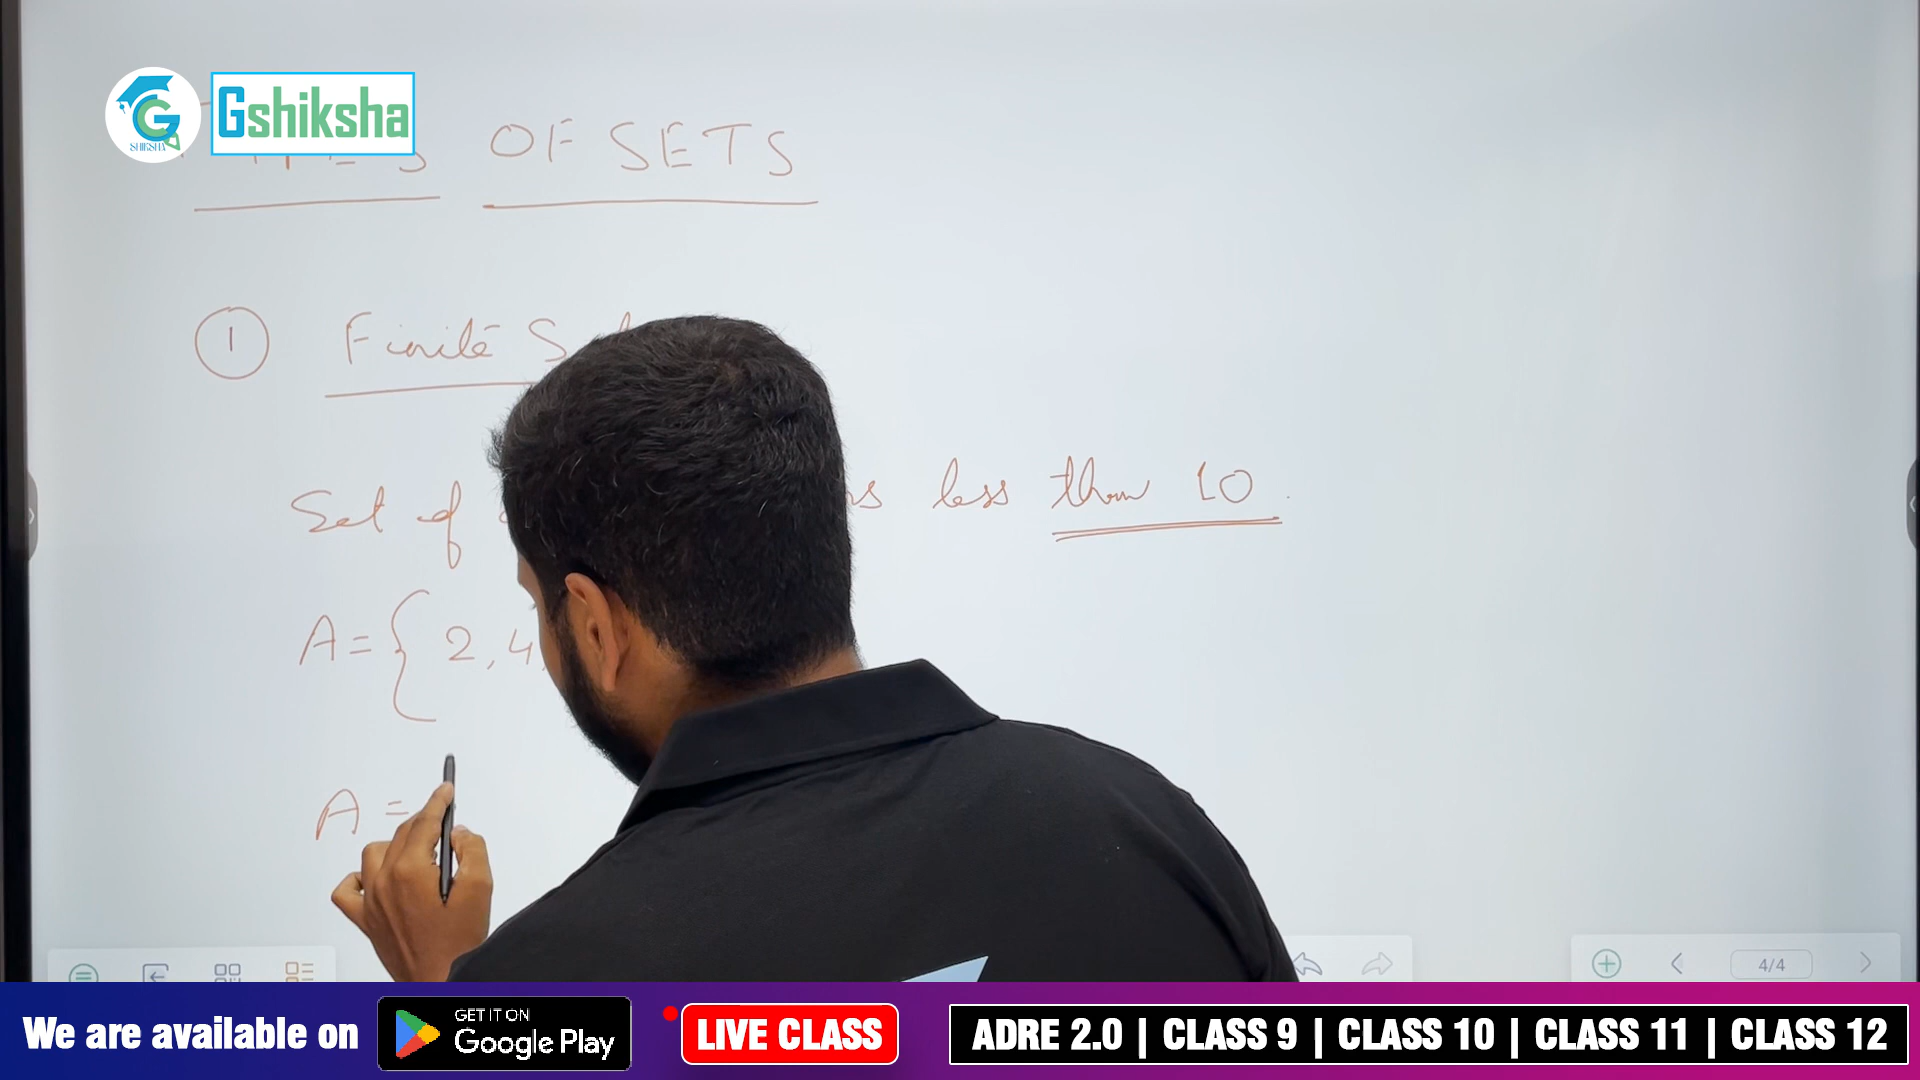 Gshiksha
SHIKSHA
OF SETS
1 Finite
Set of less than 10.
A = { 2, 4,
A =
4/4
We are available on GET IT ON Google Play LIVE CLASS ADRE 2.0 | CLASS 9 | CLASS 10 | CLASS 11 | CLASS 12